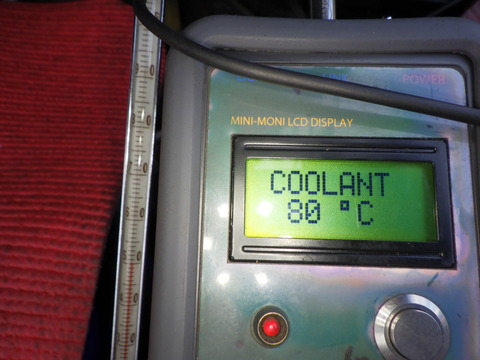 POWER
MINI-MONI LCD DISPLAY
COOLANT
80 °C